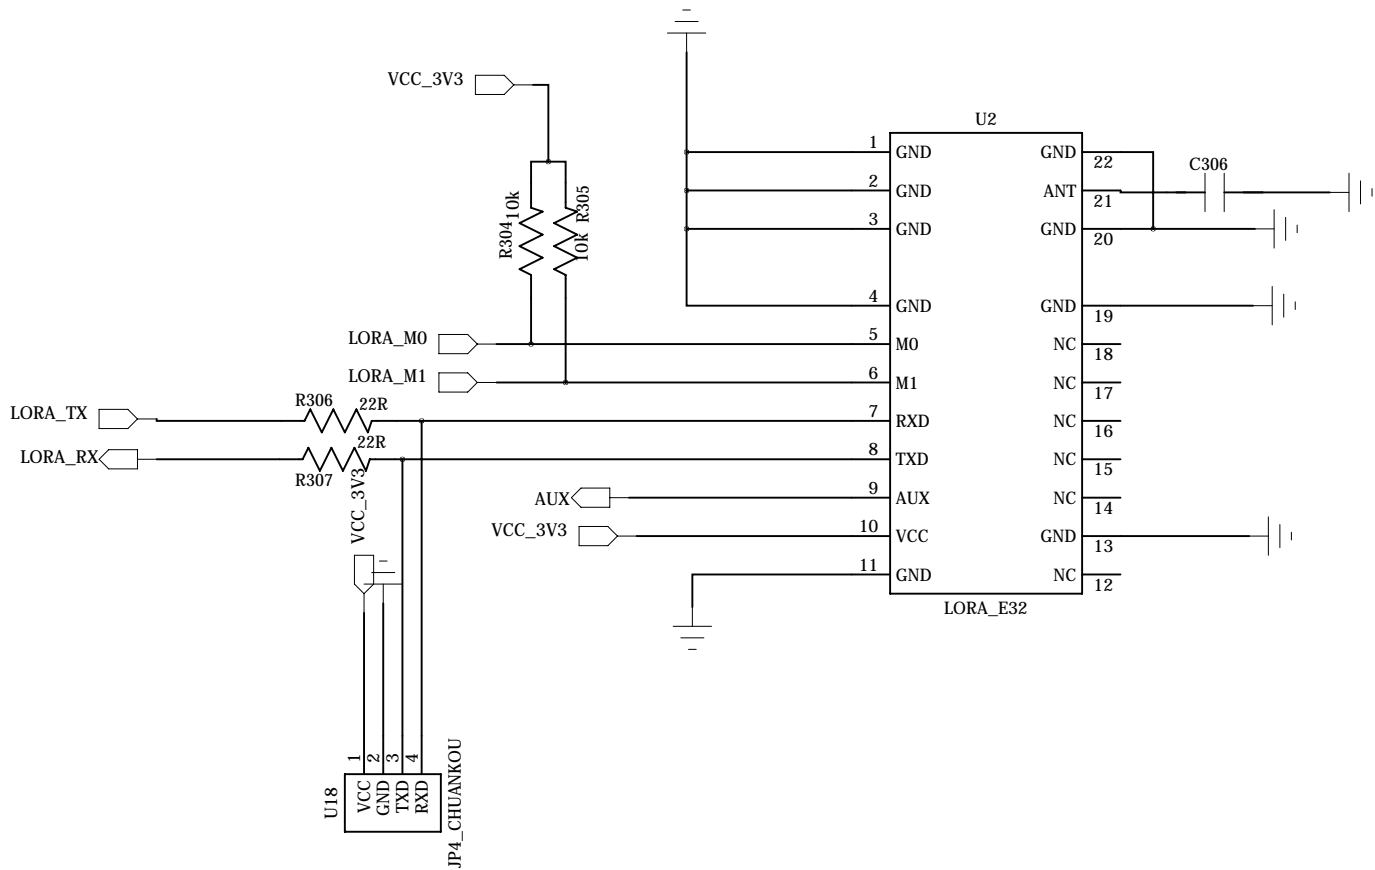 VCC_3V3
U2
1 GND
GND 22
2 GND
ANT 21
C306
3 GND
GND 20
R304 10k
10k R305
4 GND
GND 19
LORA_M0
5 M0
NC 18
LORA_M1
6 M1
NC 17
LORA_TX
R306 22R
7 RXD
NC 16
LORA_RX
R307 22R
8 TXD
NC 15
VCC_3V3
AUX
9 AUX
NC 14
VCC_3V3
10 VCC
GND 13
11 GND
NC 12
LORA_E32
1 VCC
2 GND
3 TXD
4 RXD
U18
JP4_CHUANKOU